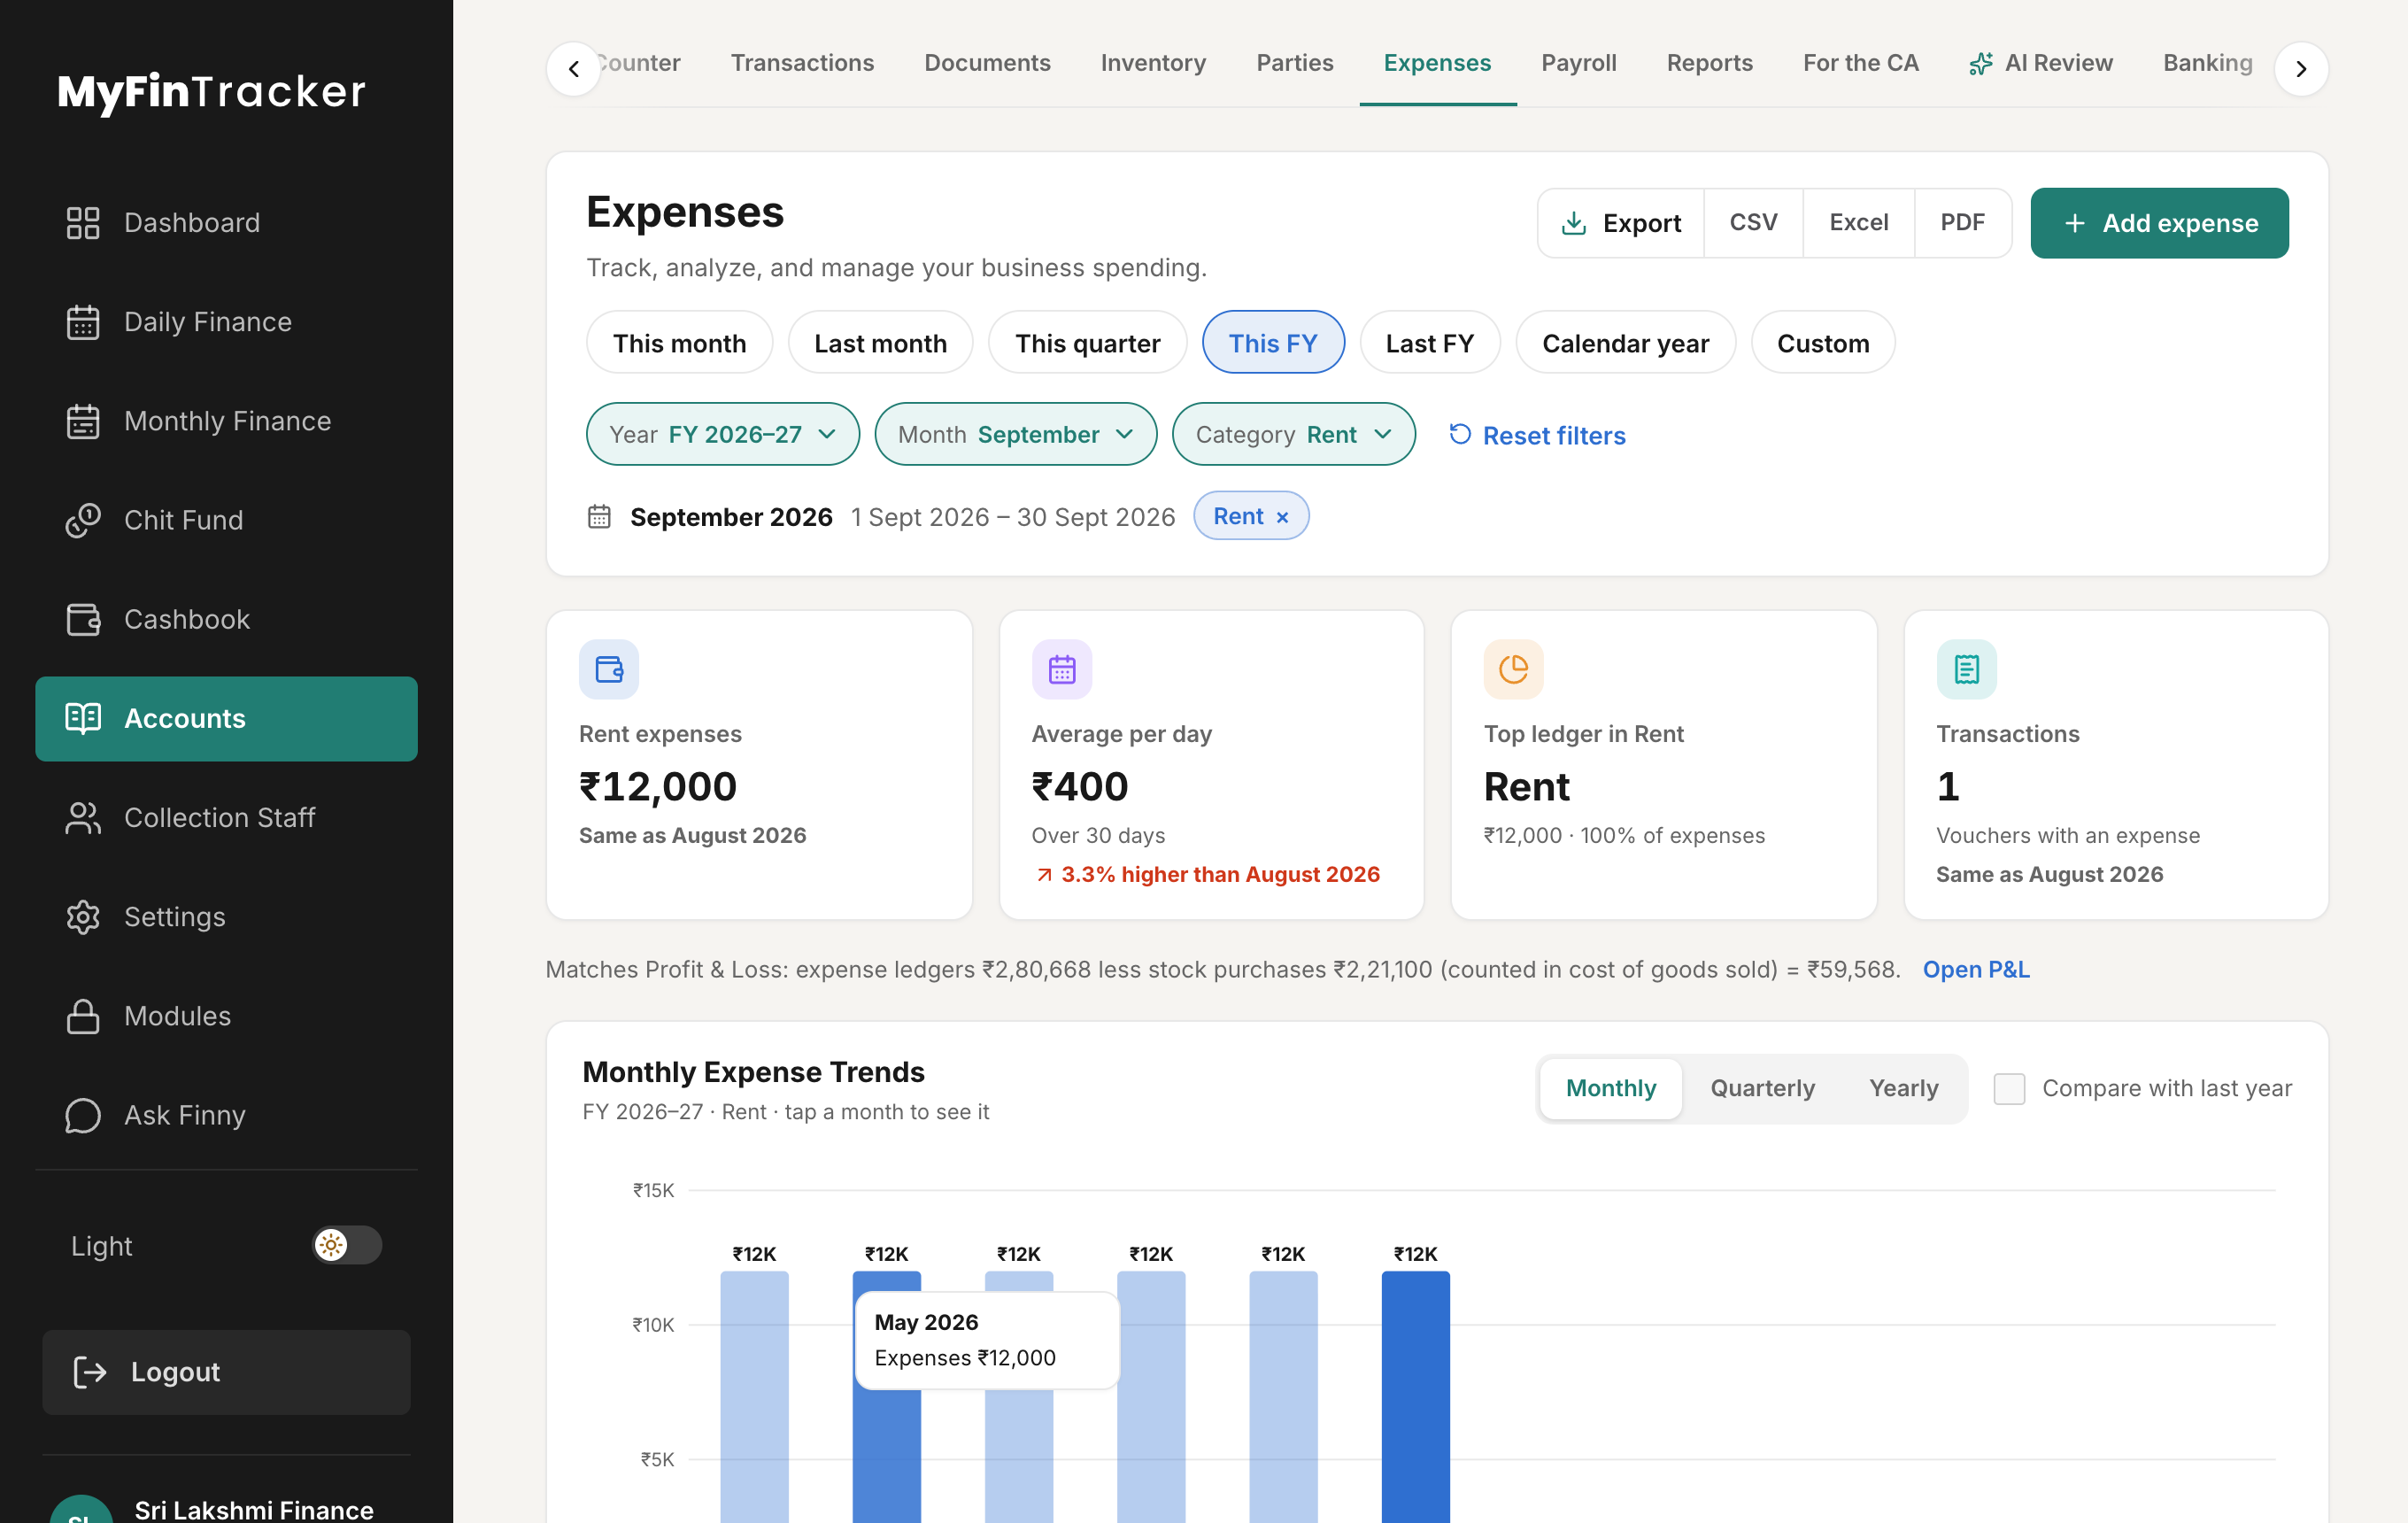 MyFinTracker
Dashboard
Daily Finance
Monthly Finance
Chit Fund
Cashbook
Accounts
Collection Staff
Settings
Modules
Ask Finny
Light
Logout
Sri Lakshmi Finance
Counter Transactions Documents Inventory Parties Expenses Payroll Reports For the CA AI Review Banking
Expenses
Track, analyze, and manage your business spending.
Export CSV Excel PDF + Add expense
This month Last month This quarter This FY Last FY Calendar year Custom
Year FY 2026–27 Month September Category Rent Reset filters
September 2026 1 Sept 2026 – 30 Sept 2026 Rent ×
Rent expenses
₹12,000
Same as August 2026
Average per day
₹400
Over 30 days
3.3% higher than August 2026
Top ledger in Rent
Rent
₹12,000 · 100% of expenses
Transactions
1
Vouchers with an expense
Same as August 2026
Matches Profit & Loss: expense ledgers ₹2,80,668 less stock purchases ₹2,21,100 (counted in cost of goods sold) = ₹59,568. Open P&L
Monthly Expense Trends
FY 2026–27 · Rent · tap a month to see it
Monthly Quarterly Yearly Compare with last year
₹15K
₹12K ₹12K ₹12K ₹12K ₹12K ₹12K
₹10K
May 2026
Expenses ₹12,000
₹5K